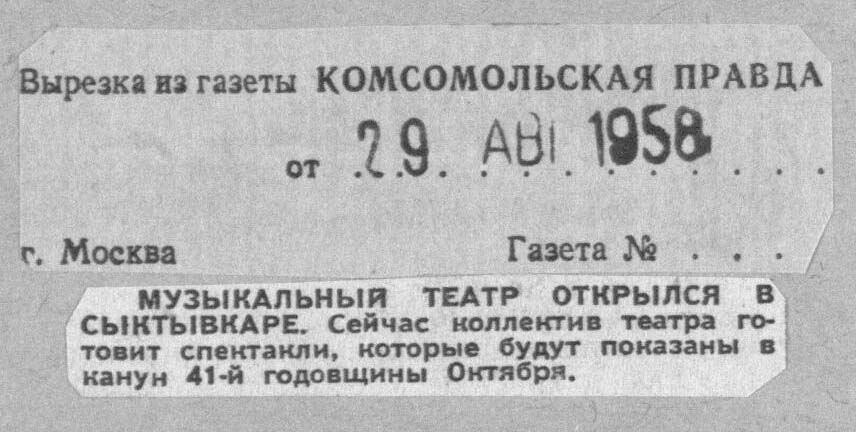 Вырезка из газеты КОМСОМОЛЬСКАЯ ПРАВДА
от 29. АВГ 1958
г. Москва Газета № . . .
МУЗЫКАЛЬНЫЙ ТЕАТР ОТКРЫЛСЯ В
СЫКТЫВКАРЕ. Сейчас коллектив театра го-
товит спектакли, которые будут показаны в
канун 41-й годовщины Октября.